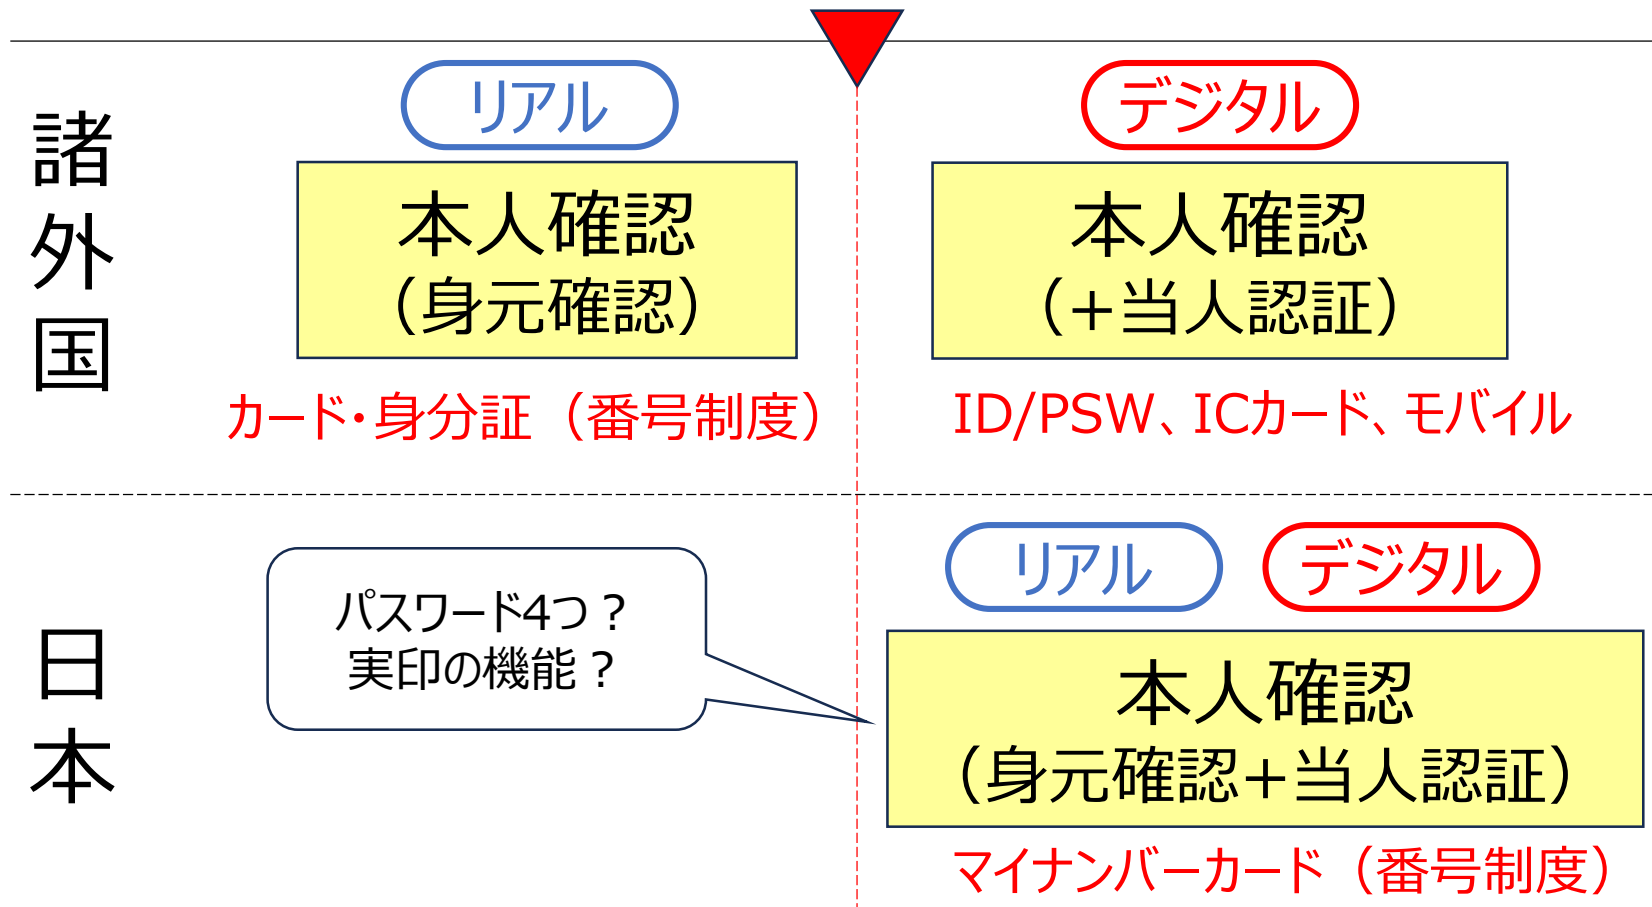 諸外国
リアル
本人確認
（身元確認）
カード・身分証（番号制度）
デジタル
本人確認
（+当人認証）
ID/PSW、ICカード、モバイル
日本
パスワード4つ？
実印の機能？
リアル
デジタル
本人確認
（身元確認+当人認証）
マイナンバーカード（番号制度）